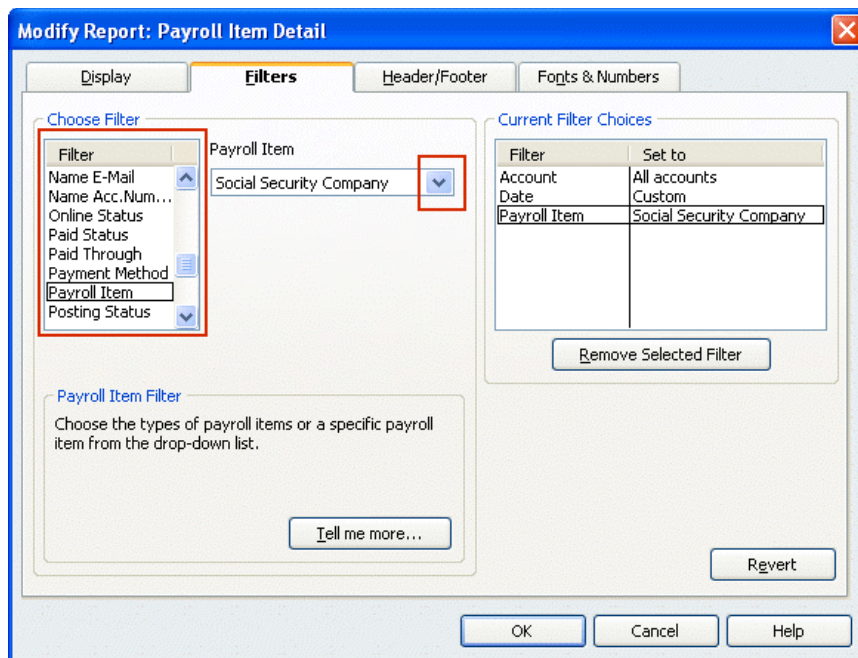 Modify Report: Payroll Item Detail
Display
Filters
Header/Footer
Fonts & Numbers
Choose Filter
Filter
Name E-Mail
Name Acc.Num...
Online Status
Paid Status
Paid Through
Payment Method
Payroll Item
Posting Status
Payroll Item
Social Security Company
Payroll Item Filter
Choose the types of payroll items or a specific payroll
item from the drop-down list.
Tell me more...
Current Filter Choices
Filter Set to
Account All accounts
Date Custom
Payroll Item Social Security Company
Remove Selected Filter
Revert
OK
Cancel
Help